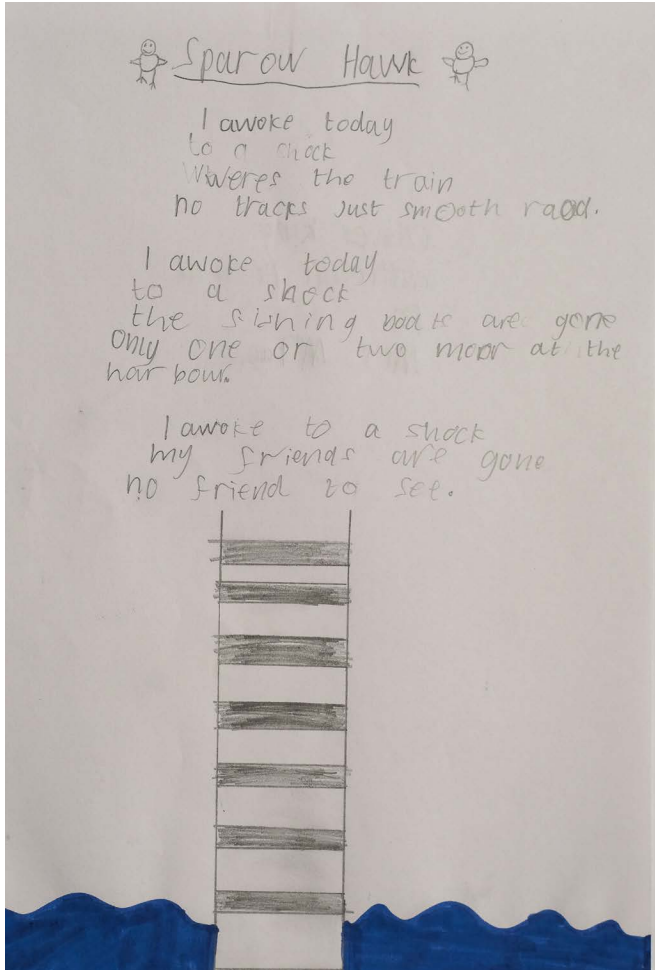 Sparow Hawk
I awoke today
to a shock
Weres the train
no tracks Just smooth raod.
I awoke today
to a shock
the fishing boats are gone
only one or two moor at the
harbour.
I awoke to a shock
my friends are gone
no friend to see.